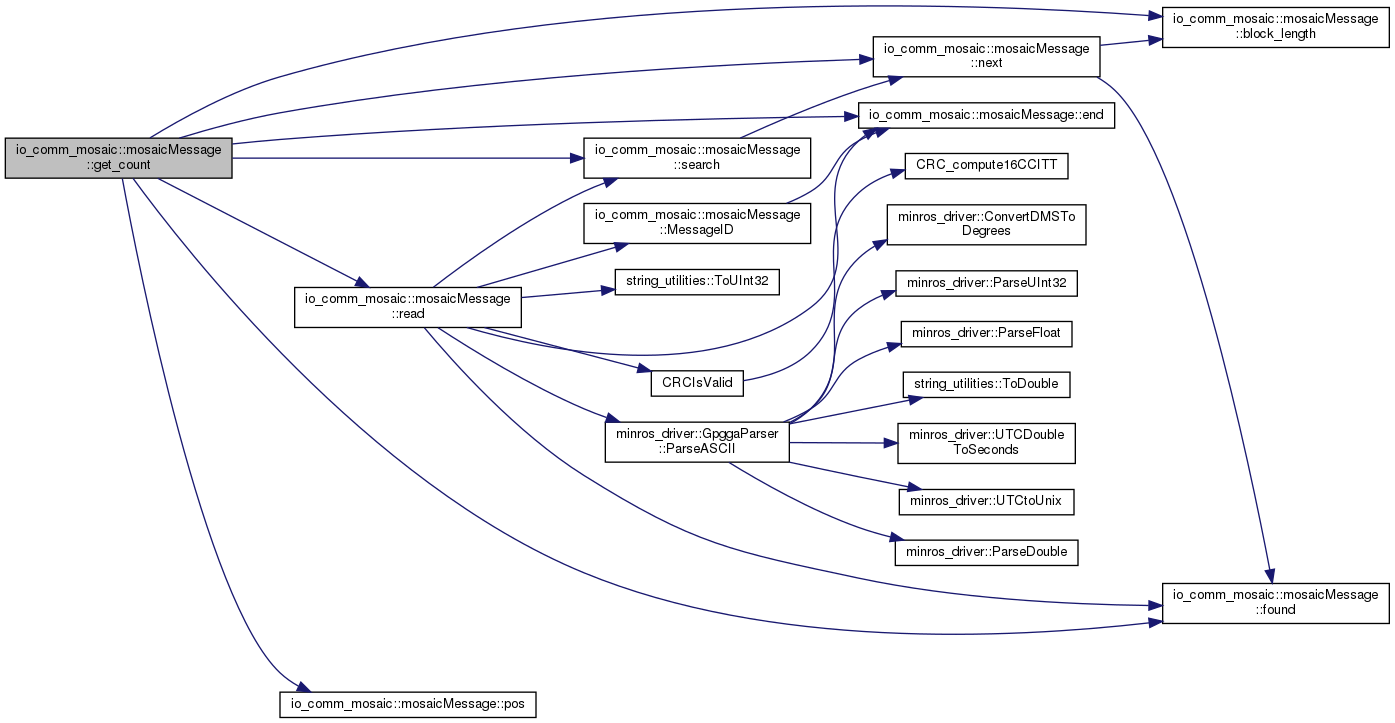 io_comm_mosaic::mosaicMessage
::get_count
io_comm_mosaic::mosaicMessage
::block_length
io_comm_mosaic::mosaicMessage
::next
io_comm_mosaic::mosaicMessage::end
io_comm_mosaic::mosaicMessage
::search
CRC_compute16CCITT
io_comm_mosaic::mosaicMessage
::MessageID
minros_driver::ConvertDMSTo
Degrees
string_utilities::ToUInt32
minros_driver::ParseUInt32
io_comm_mosaic::mosaicMessage
::read
minros_driver::ParseFloat
CRCIsValid
string_utilities::ToDouble
minros_driver::GpggaParser
::ParseASCII
minros_driver::UTCDouble
ToSeconds
minros_driver::UTCtoUnix
minros_driver::ParseDouble
io_comm_mosaic::mosaicMessage
::found
io_comm_mosaic::mosaicMessage::pos